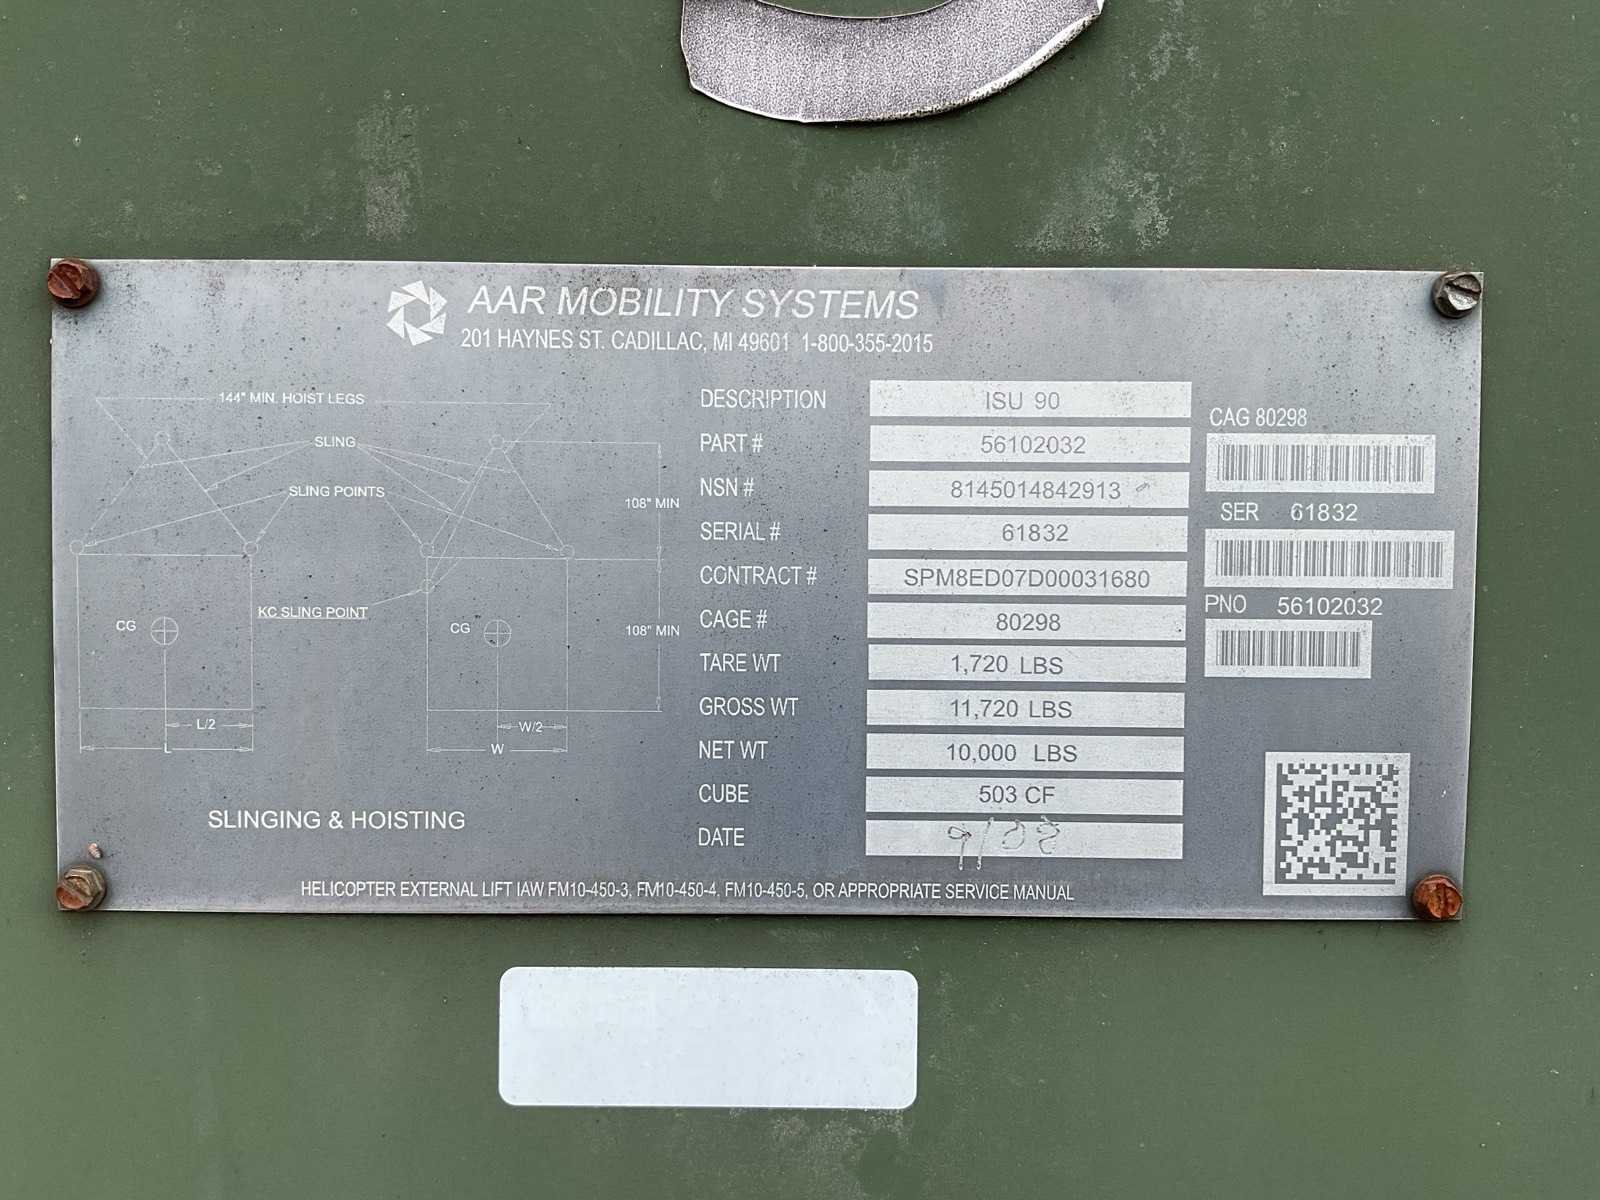 AAR MOBILITY SYSTEMS
201 HAYNES ST. CADILLAC, MI 49601 1-800-355-2015
144" MIN. HOIST LEGS
SLING
SLING POINTS
108" MIN
KC SLING POINT
CG
CG
108" MIN
L/2
L
W/2
W
SLINGING & HOISTING
DESCRIPTION ISU 90
PART # 56102032
NSN # 8145014842913
SERIAL # 61832
CONTRACT # SPM8ED07D00031680
CAGE # 80298
TARE WT 1,720 LBS
GROSS WT 11,720 LBS
NET WT 10,000 LBS
CUBE 503 CF
DATE 9/08
CAG 80298
SER 61832
PNO 56102032
HELICOPTER EXTERNAL LIFT IAW FM10-450-3, FM10-450-4, FM10-450-5, OR APPROPRIATE SERVICE MANUAL